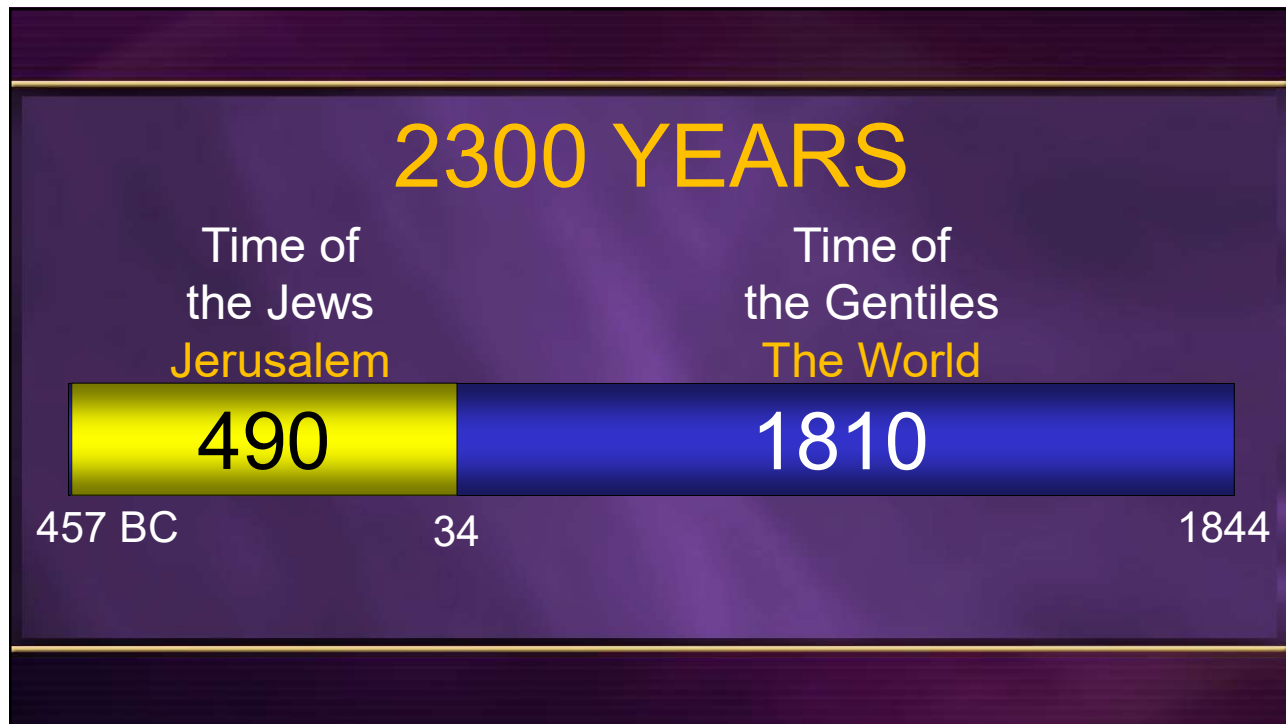 2300 YEARS
Time of
the Jews
Jerusalem
Time of
the Gentiles
The World
490
1810
457 BC
34
1844